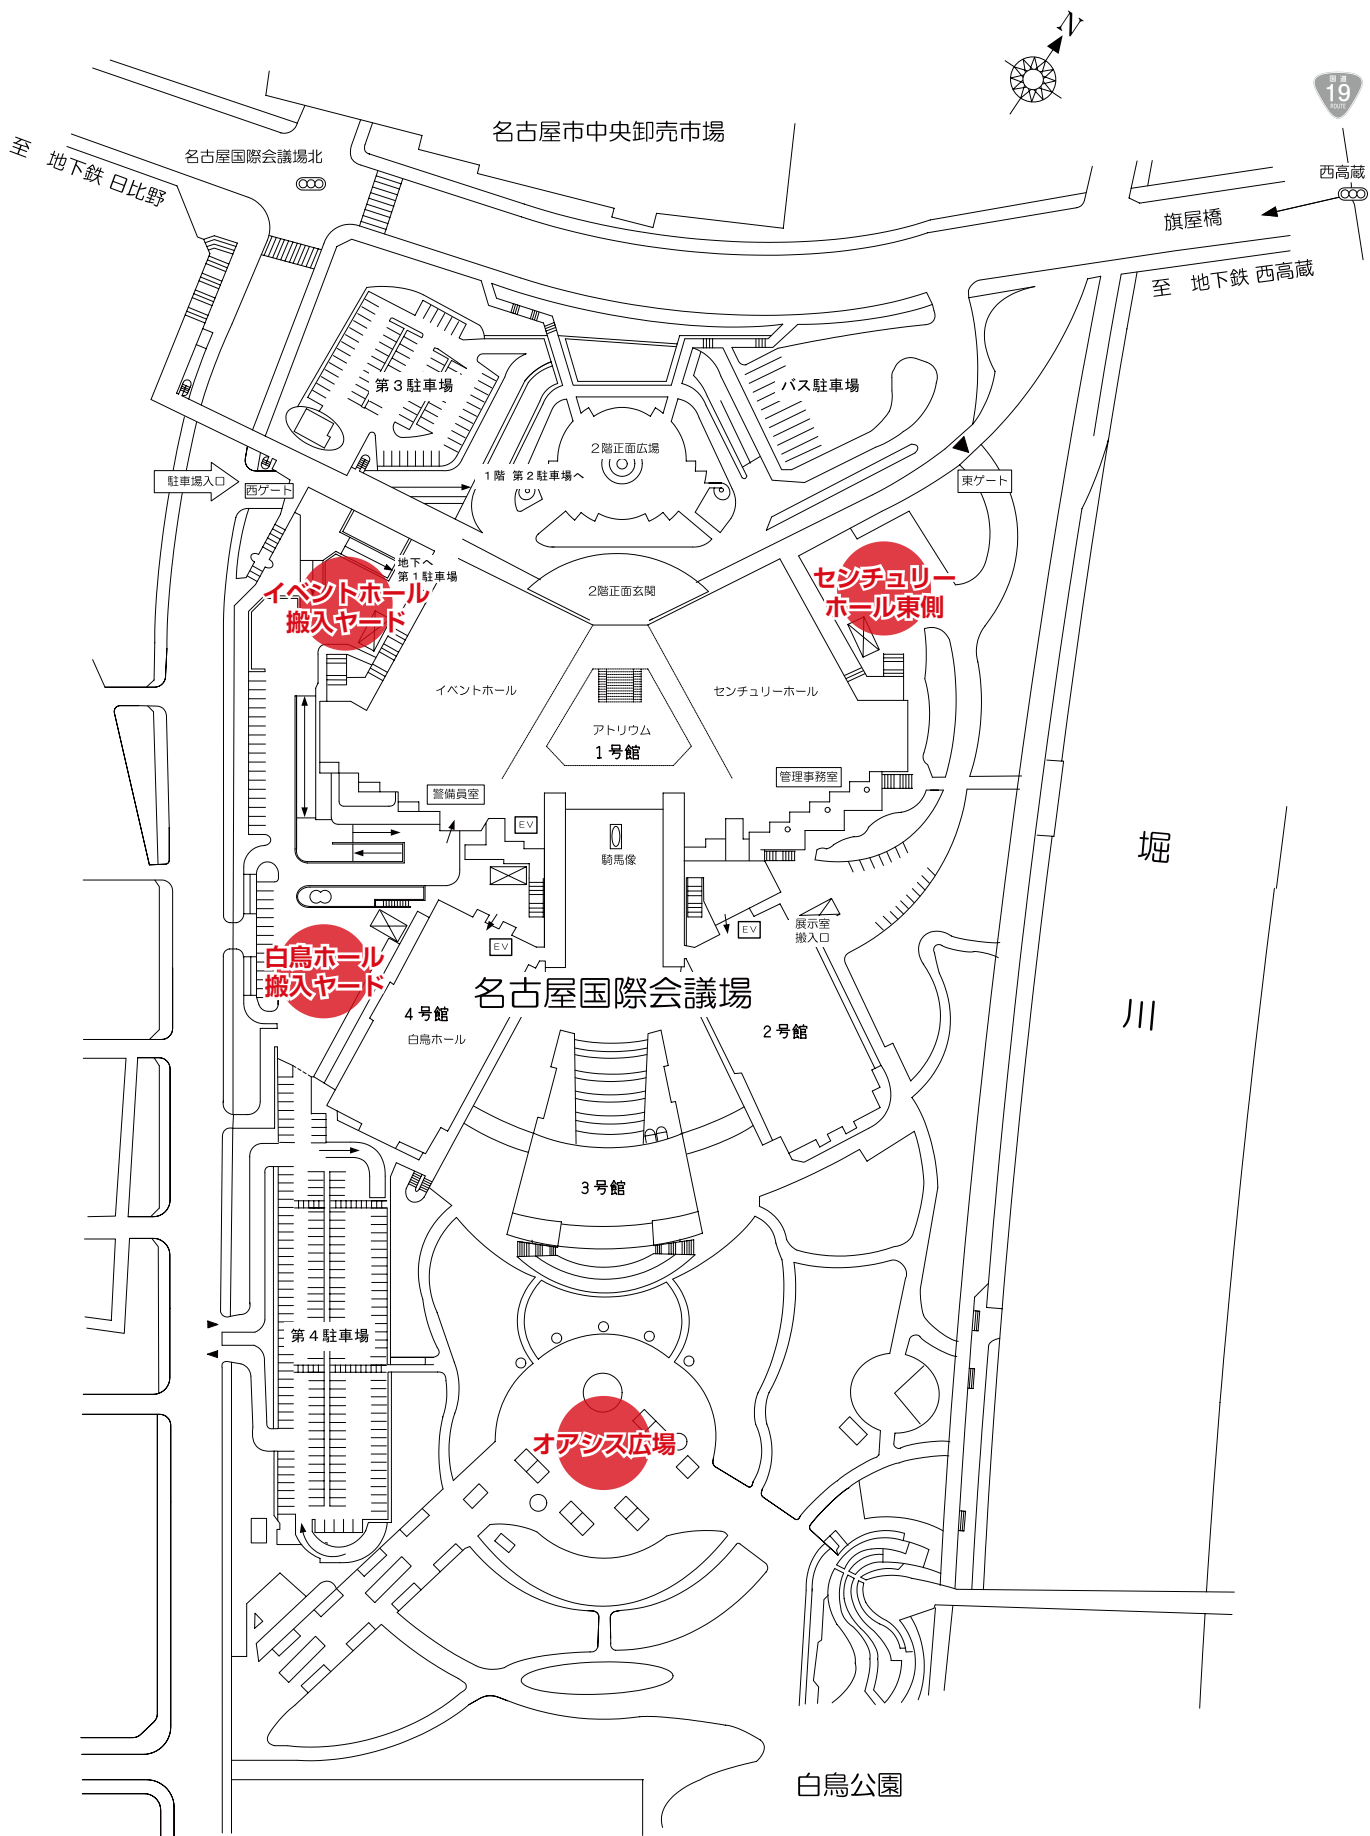 N
国道
19
ROUTE
名古屋市中央卸売市場
名古屋国際会議場北
至 地下鉄 日比野
西高蔵
旗屋橋
至 地下鉄 西高蔵
第3駐車場
バス駐車場
2階正面広場
1階 第2駐車場へ
駐車場入口
西ゲート
東ゲート
地下へ
第1駐車場
イベントホール
搬入ヤード
センチュリー
ホール東側
2階正面玄関
イベントホール
センチュリーホール
アトリウム
1号館
管理事務室
警備員室
EV
騎馬像
堀
川
展示室
搬入口
EV
EV
白鳥ホール
搬入ヤード
名古屋国際会議場
4号館
白鳥ホール
2号館
3号館
第4駐車場
オアシス広場
白鳥公園